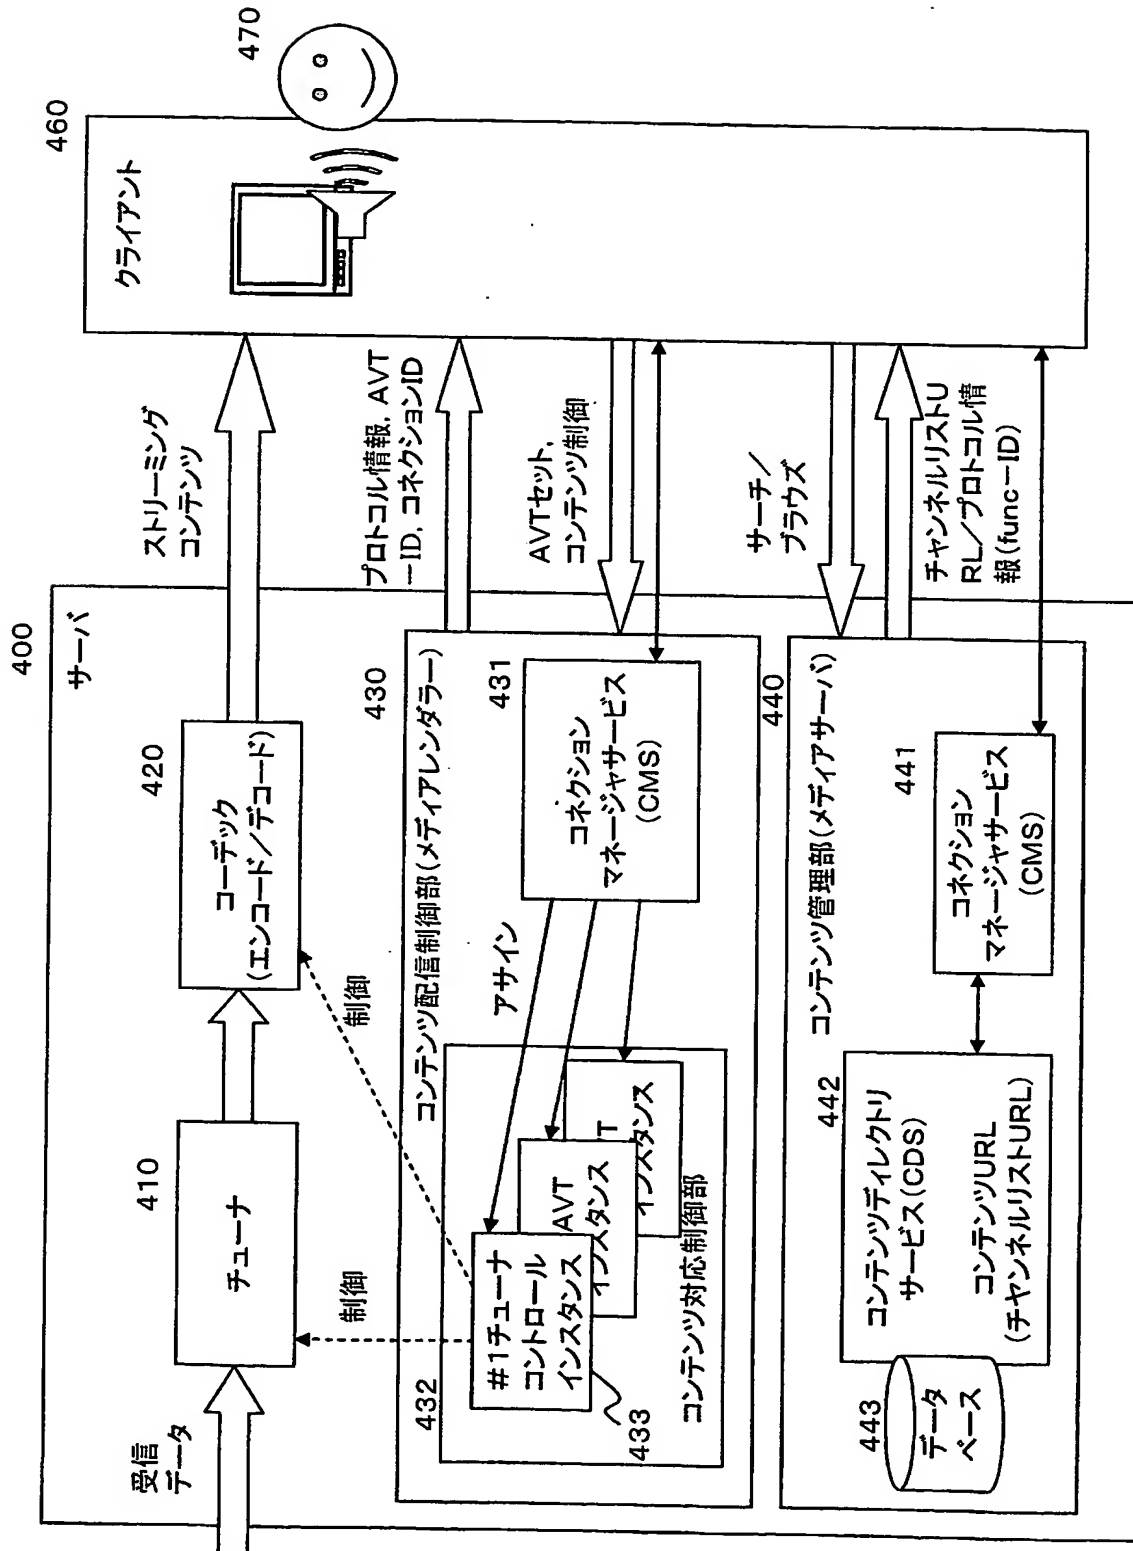 400
サーバ
受信
データ
410
チューナ
420
コーデック
(エンコード/デコード)
ストリーミング
コンテンツ
460
クライアント
470
制御
制御
430
コンテンツ配信制御部(メディアレンダラー)
432
#1チューナ
コントロール
インスタンス
433
AVT
インスタンス
VT
インスタンス
コンテンツ対応制御部
アサイン
431
コネクション
マネージャサービス
(CMS)
プロトコル情報, AVT
ーID, コネクションID
AVTセット,
コンテンツ制御
440
コンテンツ管理部(メディアサーバ)
442
コンテンツディレクトリ
サービス(CDS)
コンテンツURL
(チャンネルリストURL)
443
データ
ベース
441
コネクション
マネージャサービス
(CMS)
サーチ/
ブラウズ
チャンネルリストU
RL/プロトコル情
報(funcーID)